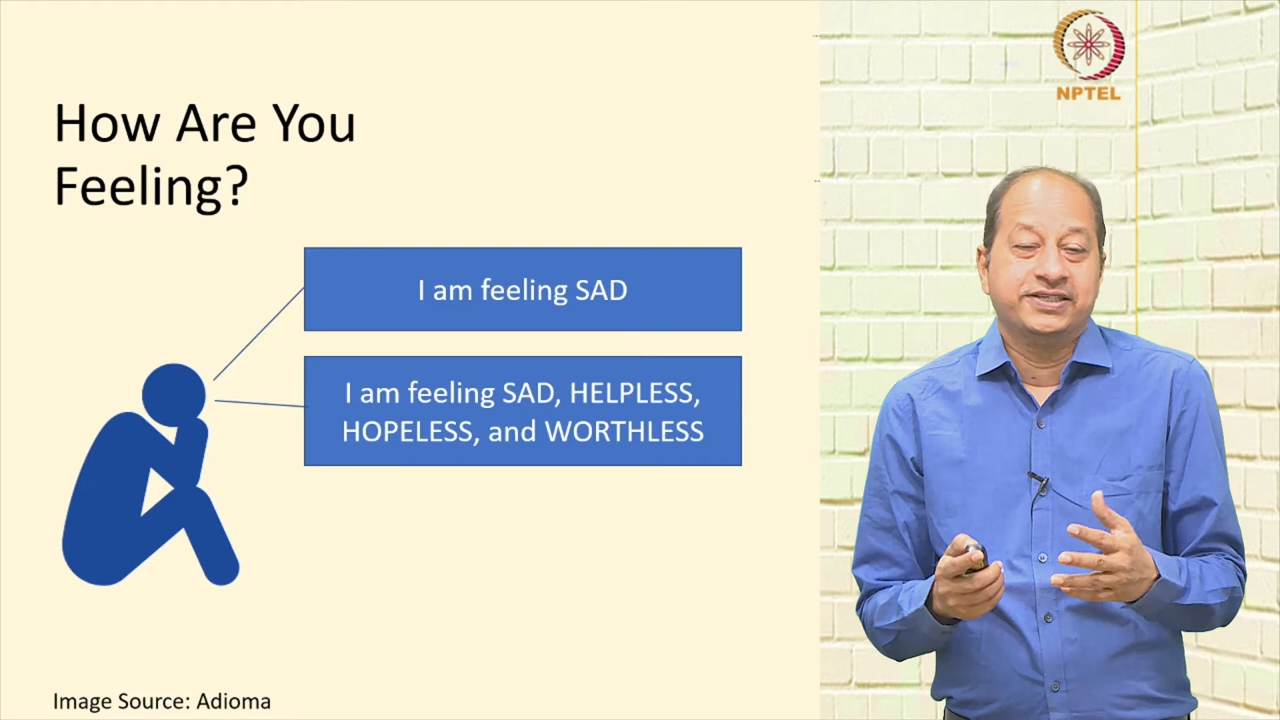 How Are You
Feeling?
I am feeling SAD
I am feeling SAD, HELPLESS,
HOPELESS, and WORTHLESS
Image Source: Adioma
NPTEL